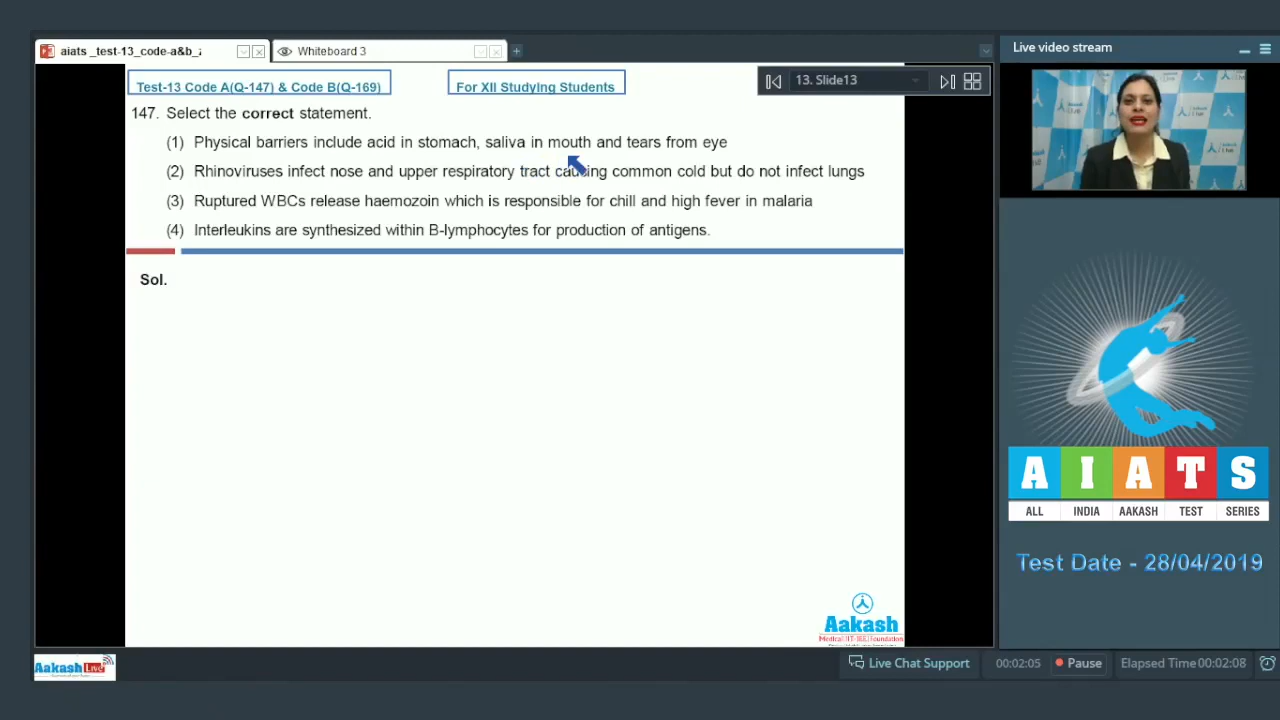 aiats _test-13_code-a&b_
Whiteboard 3
Live video stream
Test-13 Code A(Q-147) & Code B(Q-169)
For XII Studying Students
13. Slide13
147. Select the correct statement.
(1) Physical barriers include acid in stomach, saliva in mouth and tears from eye
(2) Rhinoviruses infect nose and upper respiratory tract causing common cold but do not infect lungs
(3) Ruptured WBCs release haemozoin which is responsible for chill and high fever in malaria
(4) Interleukins are synthesized within B-lymphocytes for production of antigens.
Sol.
A I A T S
ALL INDIA AAKASH TEST SERIES
Test Date - 28/04/2019
Aakash
Medical|IIT-JEE|Foundations
Aakash Live
Live Chat Support
00:02:05
Pause
Elapsed Time 00:02:08